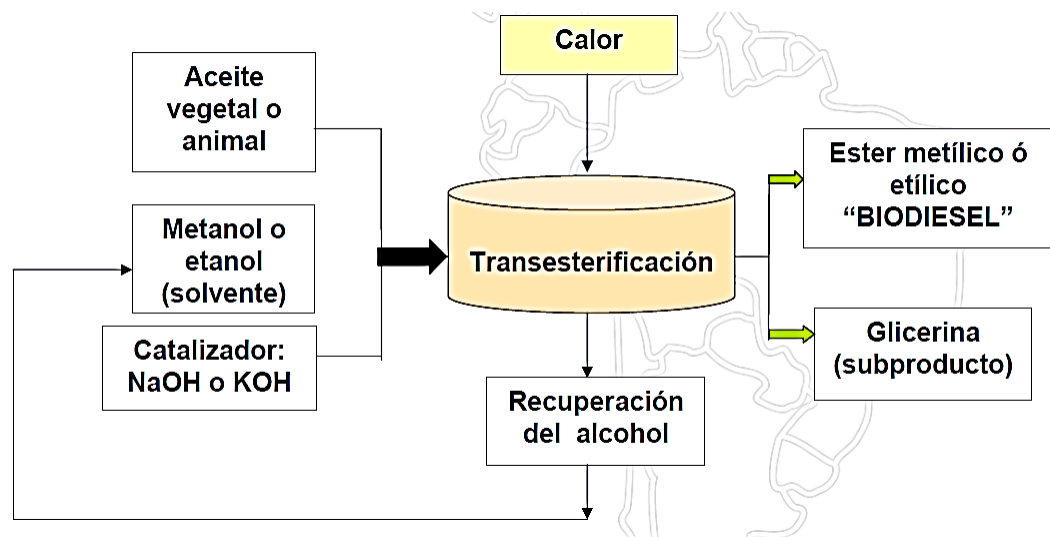 Calor
Aceite
vegetal o
animal
Metanol o
etanol
(solvente)
Catalizador:
NaOH o KOH
Transesterificación
Recuperación
del alcohol
Ester metílico ó
etílico
“BIODIESEL”
Glicerina
(subproducto)